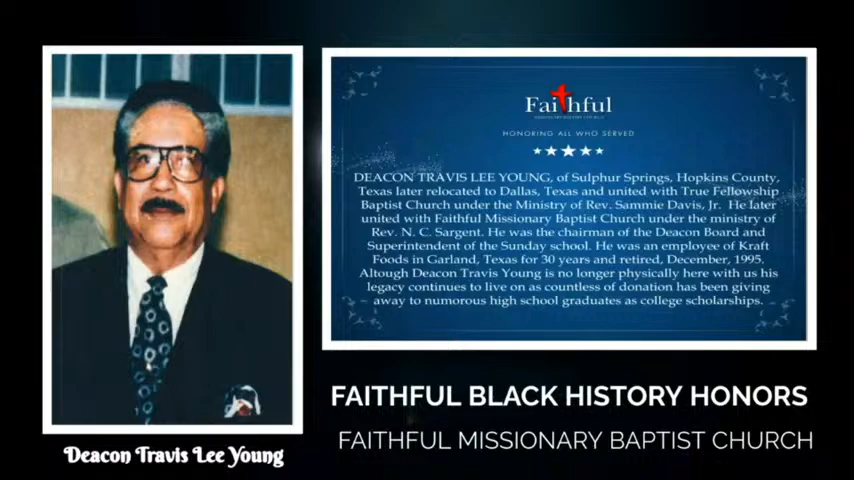 Faithful
HONORING ALL WHO SERVED
DEACON TRAVIS LEE YOUNG, of Sulphur Springs, Hopkins County,
Texas later relocated to Dallas, Texas and united with True Fellowship
Baptist Church under the Ministry of Rev. Sammie Davis, Jr. He later
united with Faithful Missionary Baptist Church under the ministry of
Rev. N. C. Sargent. He was the chairman of the Deacon Board and
Superintendent of the Sunday school. He was an employee of Kraft
Foods in Garland, Texas for 30 years and retired, December, 1995.
Altough Deacon Travis Young is no longer physically here with us his
legacy continues to live on as countless of donation has been giving
away to numorous high school graduates as college scholarships.
FAITHFUL BLACK HISTORY HONORS
FAITHFUL MISSIONARY BAPTIST CHURCH
Deacon Travis Lee Young